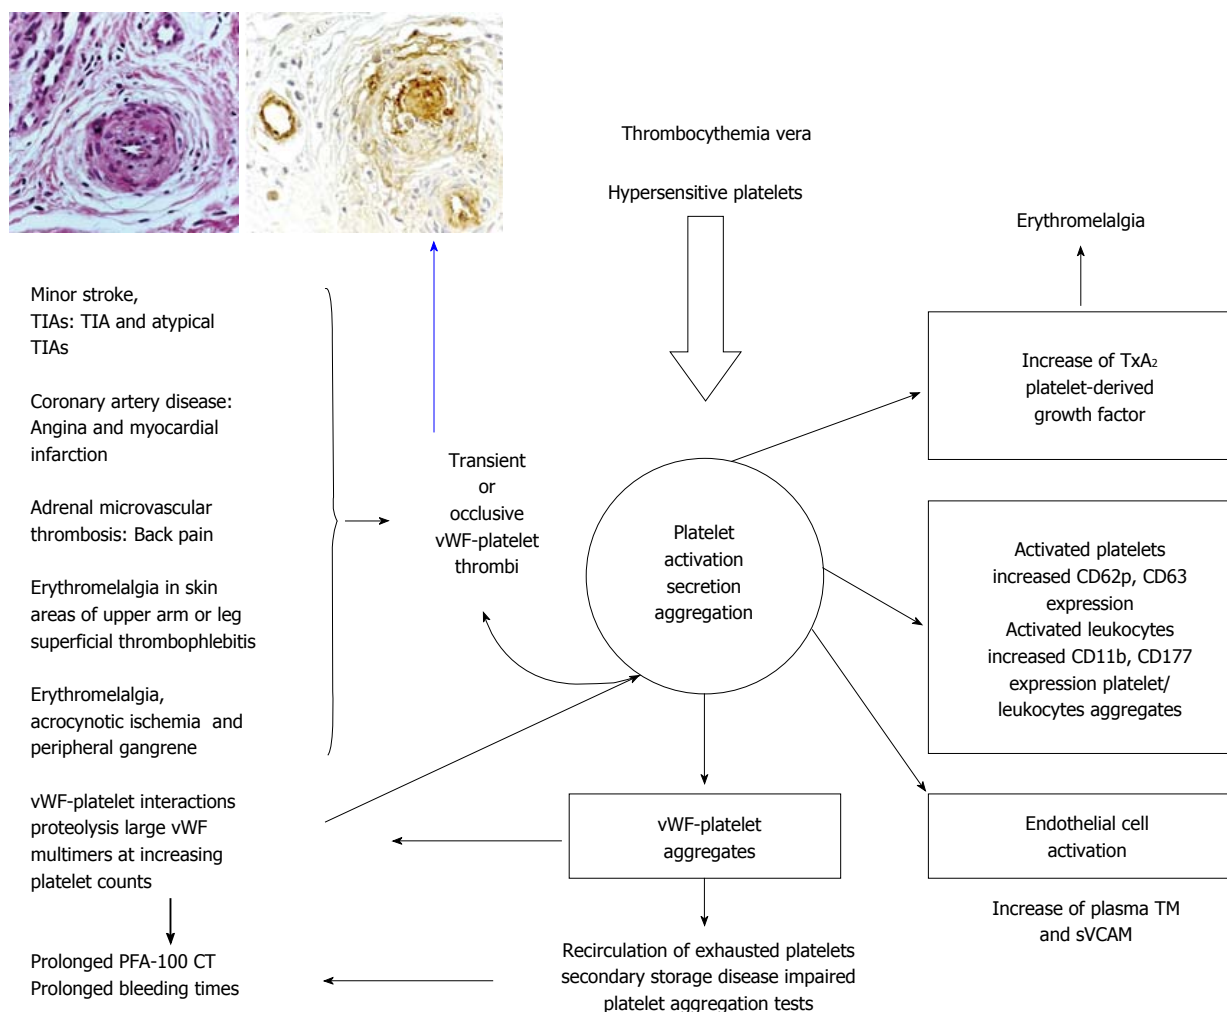 Thrombocythemia vera
Hypersensitive platelets
Erythromelalgia
Minor stroke,
TIAs: TIA and atypical
TIAs
Coronary artery disease:
Angina and myocardial
infarction
Adrenal microvascular
thrombosis: Back pain
Erythromelalgia in skin
areas of upper arm or leg
superficial thrombophlebitis
Erythromelalgia,
acrocynotic ischemia and
peripheral gangrene
vWF-platelet interactions
proteolysis large vWF
multimers at increasing
platelet counts
Prolonged PFA-100 CT
Prolonged bleeding times
Transient
or
occlusive
vWF-platelet
thrombi
Platelet
activation
secretion
aggregation
vWF-platelet
aggregates
Recirculation of exhausted platelets
secondary storage disease impaired
platelet aggregation tests
Increase of TxA₂
platelet-derived
growth factor
Activated platelets
increased CD62p, CD63
expression
Activated leukocytes
increased CD11b, CD177
expression platelet/
leukocytes aggregates
Endothelial cell
activation
Increase of plasma TM
and sVCAM